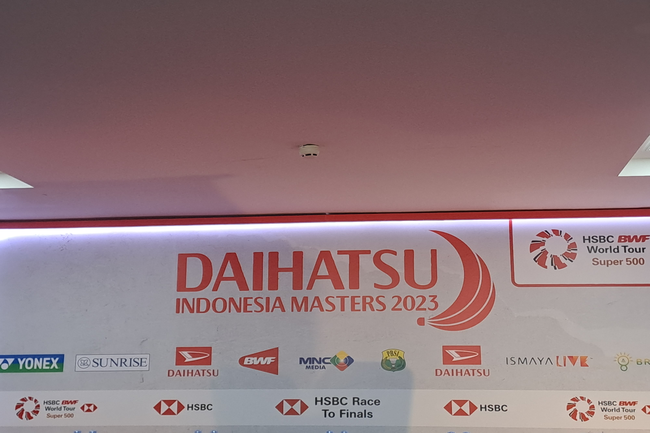 DAIHATSU
INDONESIA MASTERS 2023
HSBC BWF
World Tour
Super 500
YONEX
SUNRISE
DAIHATSU
BWF
MNC
MEDIA
PBSI
DAIHATSU
ISMAYA LIVE
HSBC BWF
World Tour
Super 500
HSBC
HSBC Race
To Finals
HSBC
HSBC BWF
World Tour
Super 500